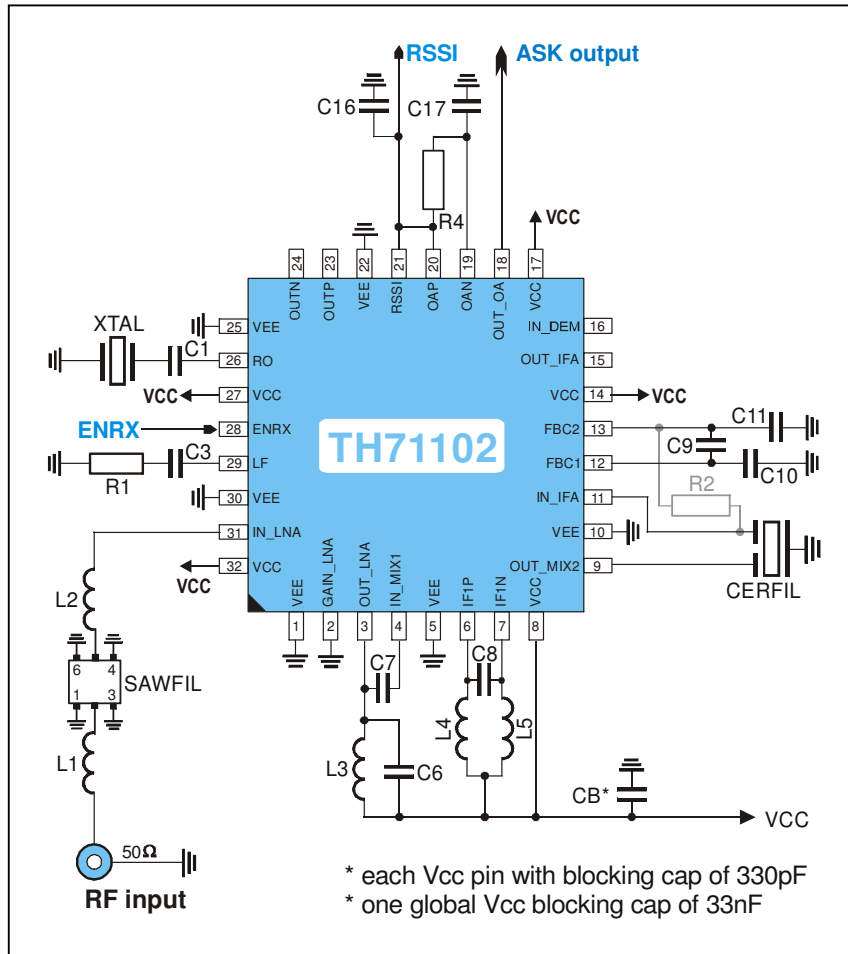 RSSI
ASK output
C16
C17
R4
VCC
24
23
22
21
20
19
18
17
OUTN
OUTP
VEE
RSSI
OAP
OAN
OUT_OA
VCC
XTAL
C1
25
VEE
IN_DEM
16
26
RO
OUT_IFA
15
VCC
27
VCC
VCC
14
VCC
ENRX
28
ENRX
TH71102
FBC2
13
C11
C9
R1
C3
29
LF
FBC1
12
C10
30
VEE
IN_IFA
11
R2
31
IN_LNA
VEE
10
VCC
32
VCC
OUT_MIX2
9
CERFIL
VEE
GAIN_LNA
OUT_LNA
IN_MIX1
VEE
IF1P
IF1N
VCC
1
2
3
4
5
6
7
8
L2
6
4
SAWFIL
1
3
C7
C8
L1
L3
C6
L4
L5
CB*
VCC
50Ω
RF input
* each Vcc pin with blocking cap of 330pF
* one global Vcc blocking cap of 33nF